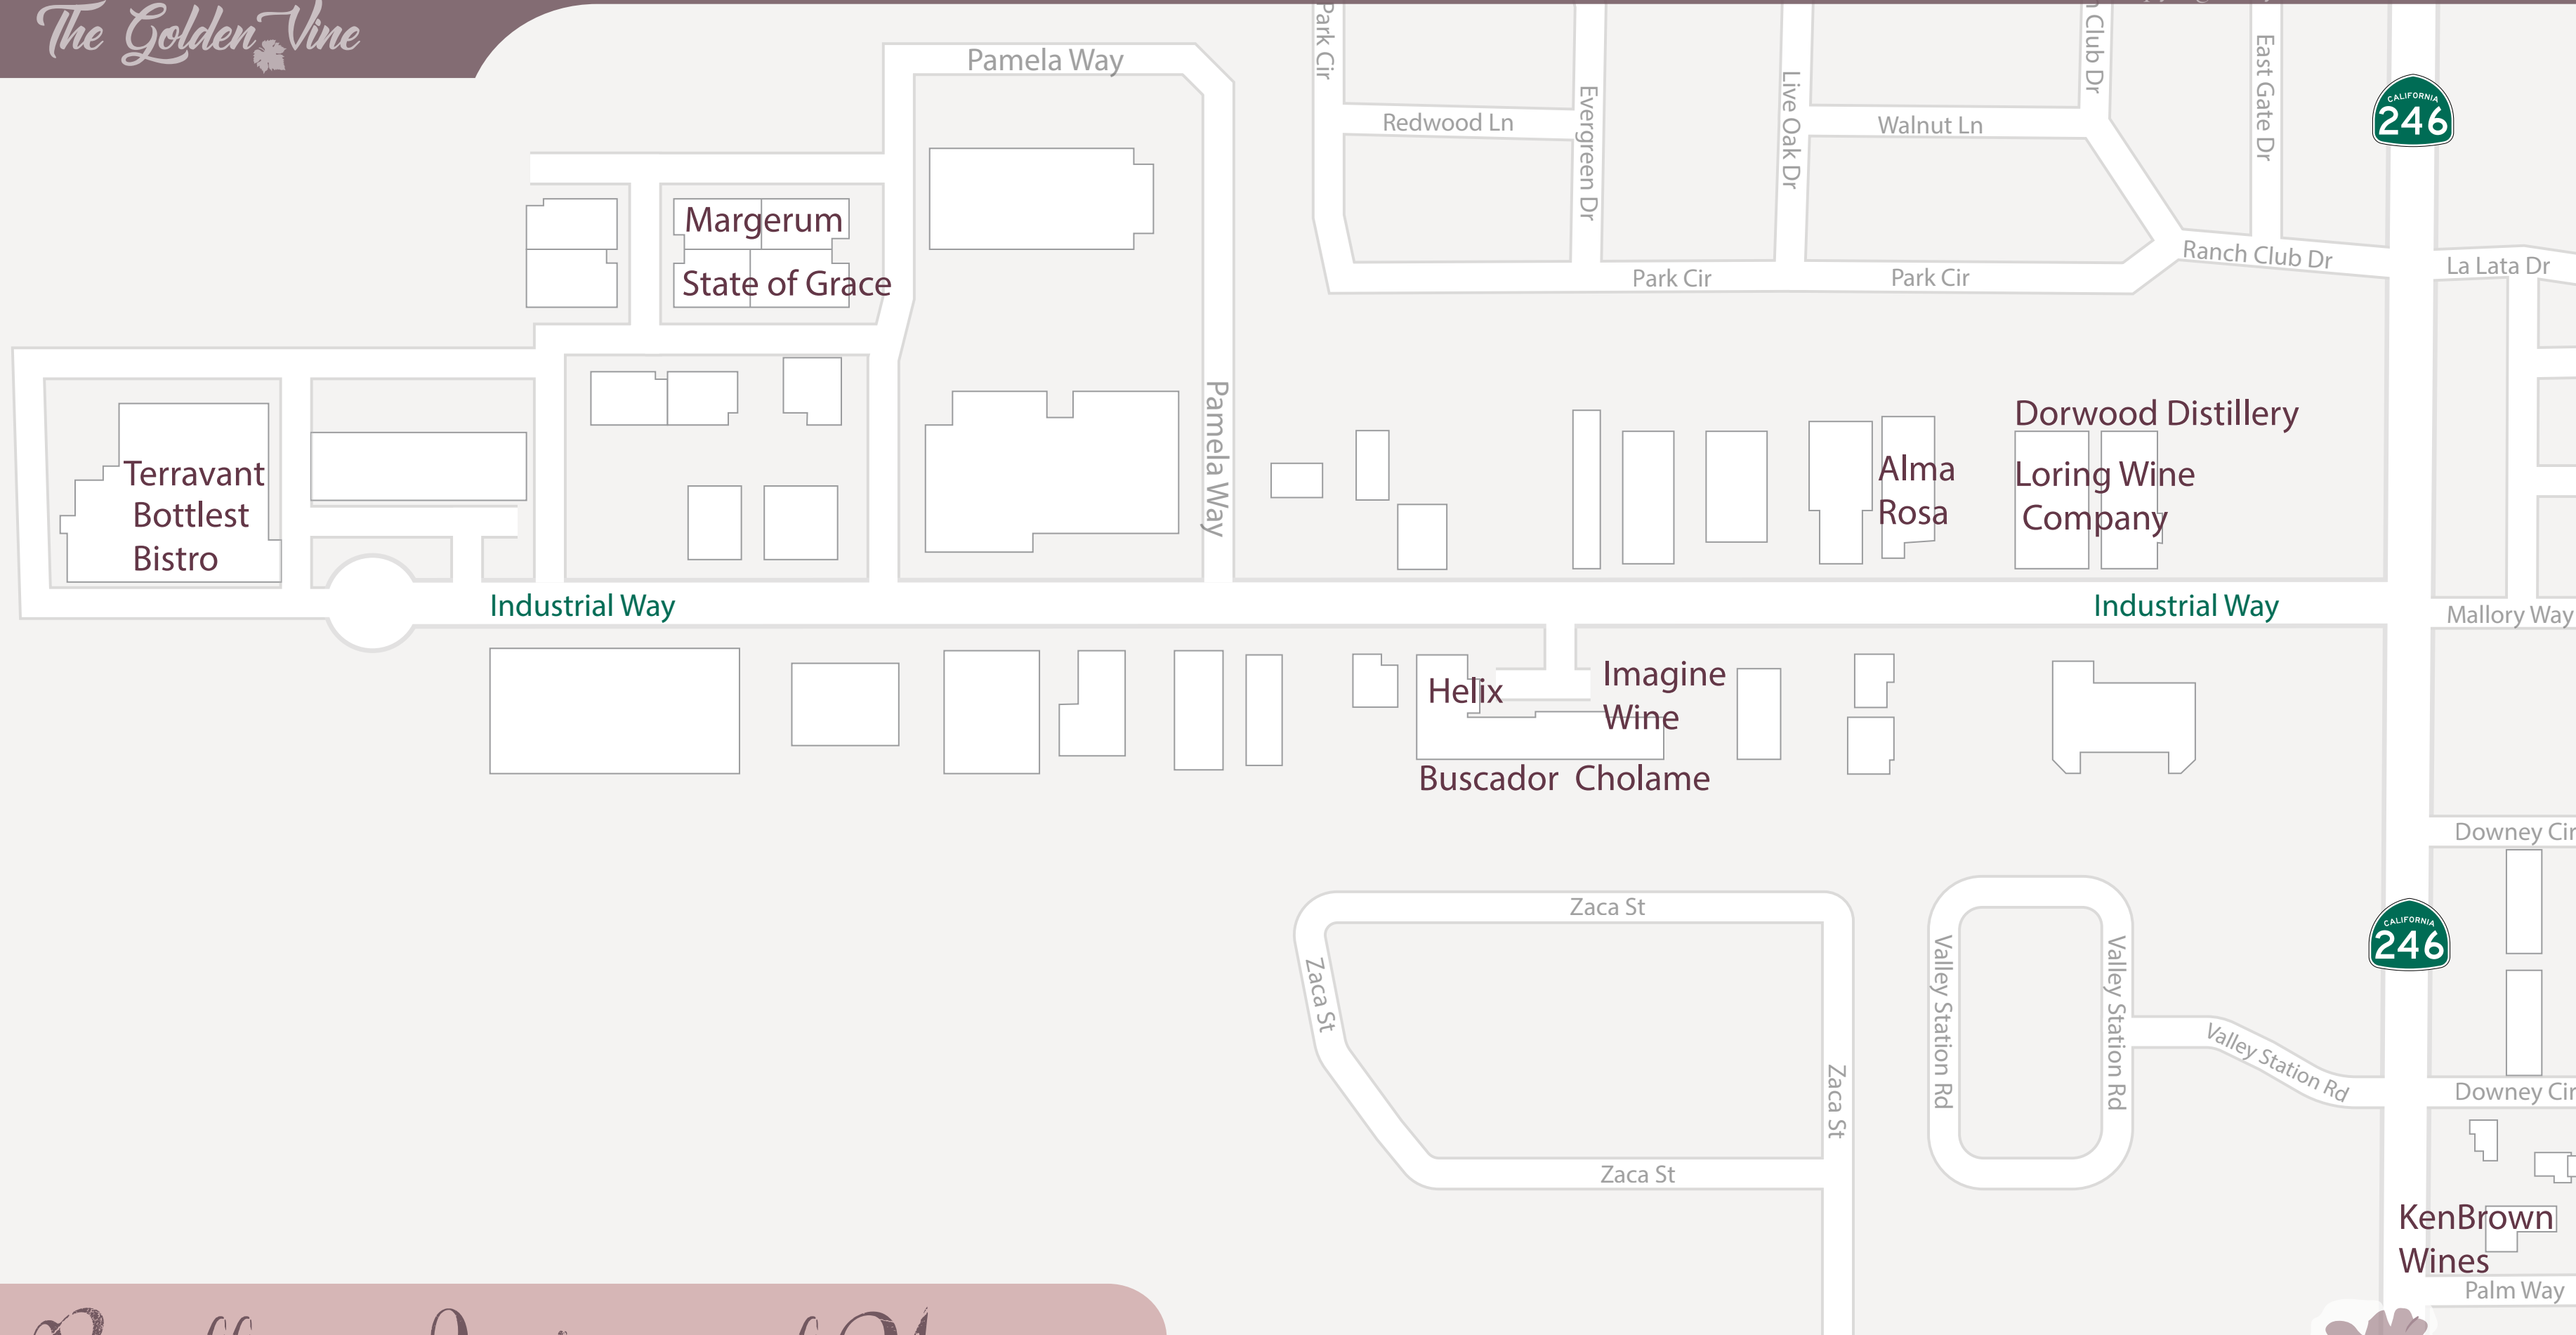 The Golden Vine
Pamela Way
Park Cir
Club Dr
East Gate Dr
Evergreen Dr
Live Oak Dr
CALIFORNIA
246
Redwood Ln
Walnut Ln
Margerum
State of Grace
Ranch Club Dr
La Lata Dr
Park Cir
Park Cir
Pamela Way
Dorwood Distillery
Terravant
Bottlest
Bistro
Alma
Rosa
Loring Wine
Company
Industrial Way
Industrial Way
Mallory Way
Helix
Imagine
Wine
Buscador Cholame
Downey Cir
Zaca St
CALIFORNIA
246
Zaca St
Valley Station Rd
Valley Station Rd
Valley Station Rd
Zaca St
Downey Cir
Zaca St
KenBrown
Wines
Palm Way